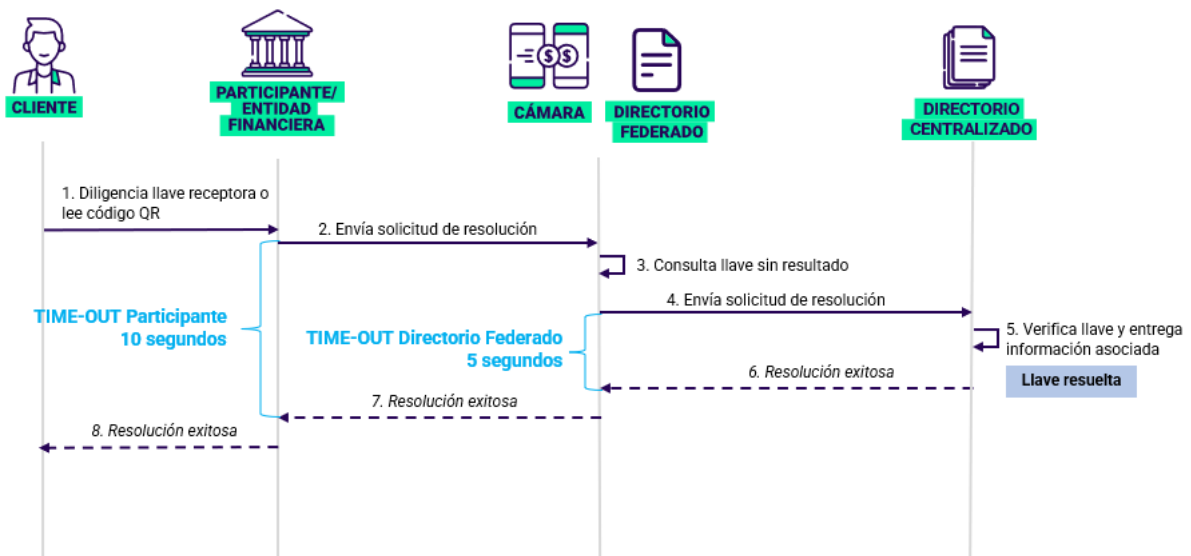 CLIENTE
PARTICIPANTE/
ENTIDAD
FINANCIERA
CÁMARA
DIRECTORIO
FEDERADO
DIRECTORIO
CENTRALIZADO
1. Diligencia llave receptora o
lee código QR
2. Envía solicitud de resolución
3. Consulta llave sin resultado
4. Envía solicitud de resolución
TIME-OUT Participante
10 segundos
TIME-OUT Directorio Federado
5 segundos
5. Verifica llave y entrega
información asociada
Llave resuelta
6. Resolución exitosa
7. Resolución exitosa
8. Resolución exitosa